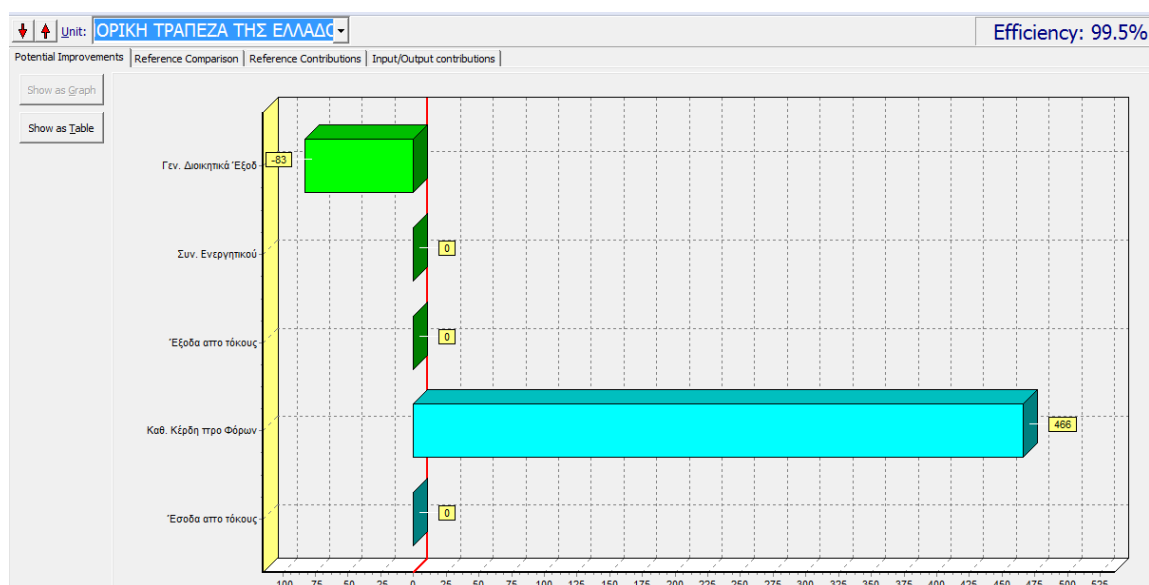 Unit: ΟΡΙΚΗ ΤΡΑΠΕΖΑ ΤΗΣ ΕΛΛΑΔΟ
Efficiency: 99.5%
Potential Improvements Reference Comparison Reference Contributions Input/Output contributions
Show as Graph
Show as Table
Γεν. Διοικητικά Έξοδ
-83
Συν. Ενεργητικού
0
Έξοδα απο τόκους
0
Καθ. Κέρδη προ Φόρων
466
Έσοδα απο τόκους
0
-100 -75 -50 -25 0 25 50 75 100 125 150 175 200 225 250 275 300 325 350 375 400 425 450 475 500 525